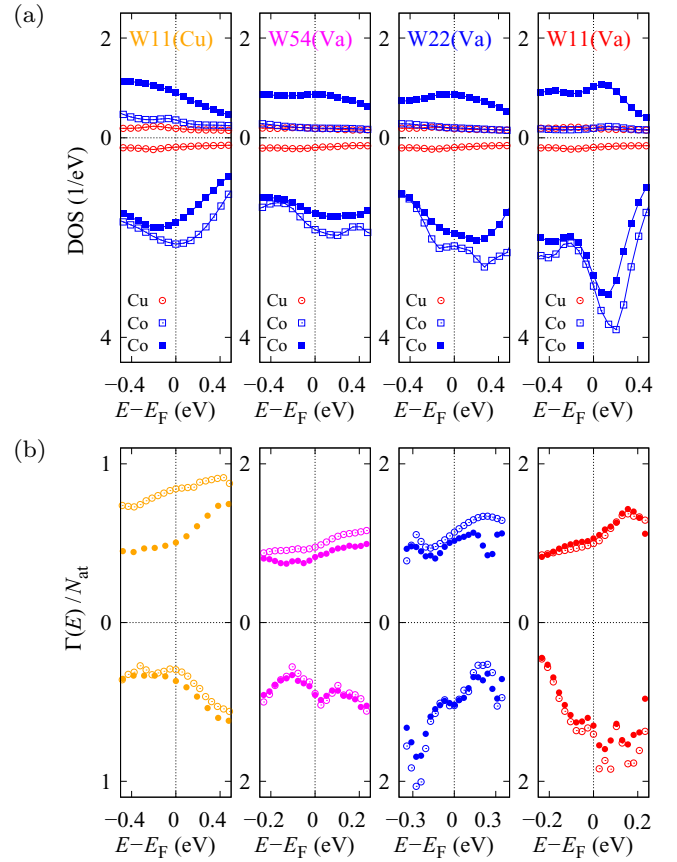 (a)
2
0
4
DOS (1/eV)
W11(Cu)
W54(Va)
W22(Va)
W11(Va)
2
0
4
2
0
4
2
0
4
Cu
Co
Co
Cu
Co
Co
Cu
Co
Co
Cu
Co
Co
−0.4 0 0.4
−0.4 0 0.4
−0.4 0 0.4
−0.4 0 0.4
E−EF (eV)
E−EF (eV)
E−EF (eV)
E−EF (eV)
(b)
1
0
1
Γ(E) / Nat
2
0
2
2
0
2
2
0
2
−0.4 0 0.4
−0.2 0 0.2
−0.3 0 0.3
−0.2 0 0.2
E−EF (eV)
E−EF (eV)
E−EF (eV)
E−EF (eV)